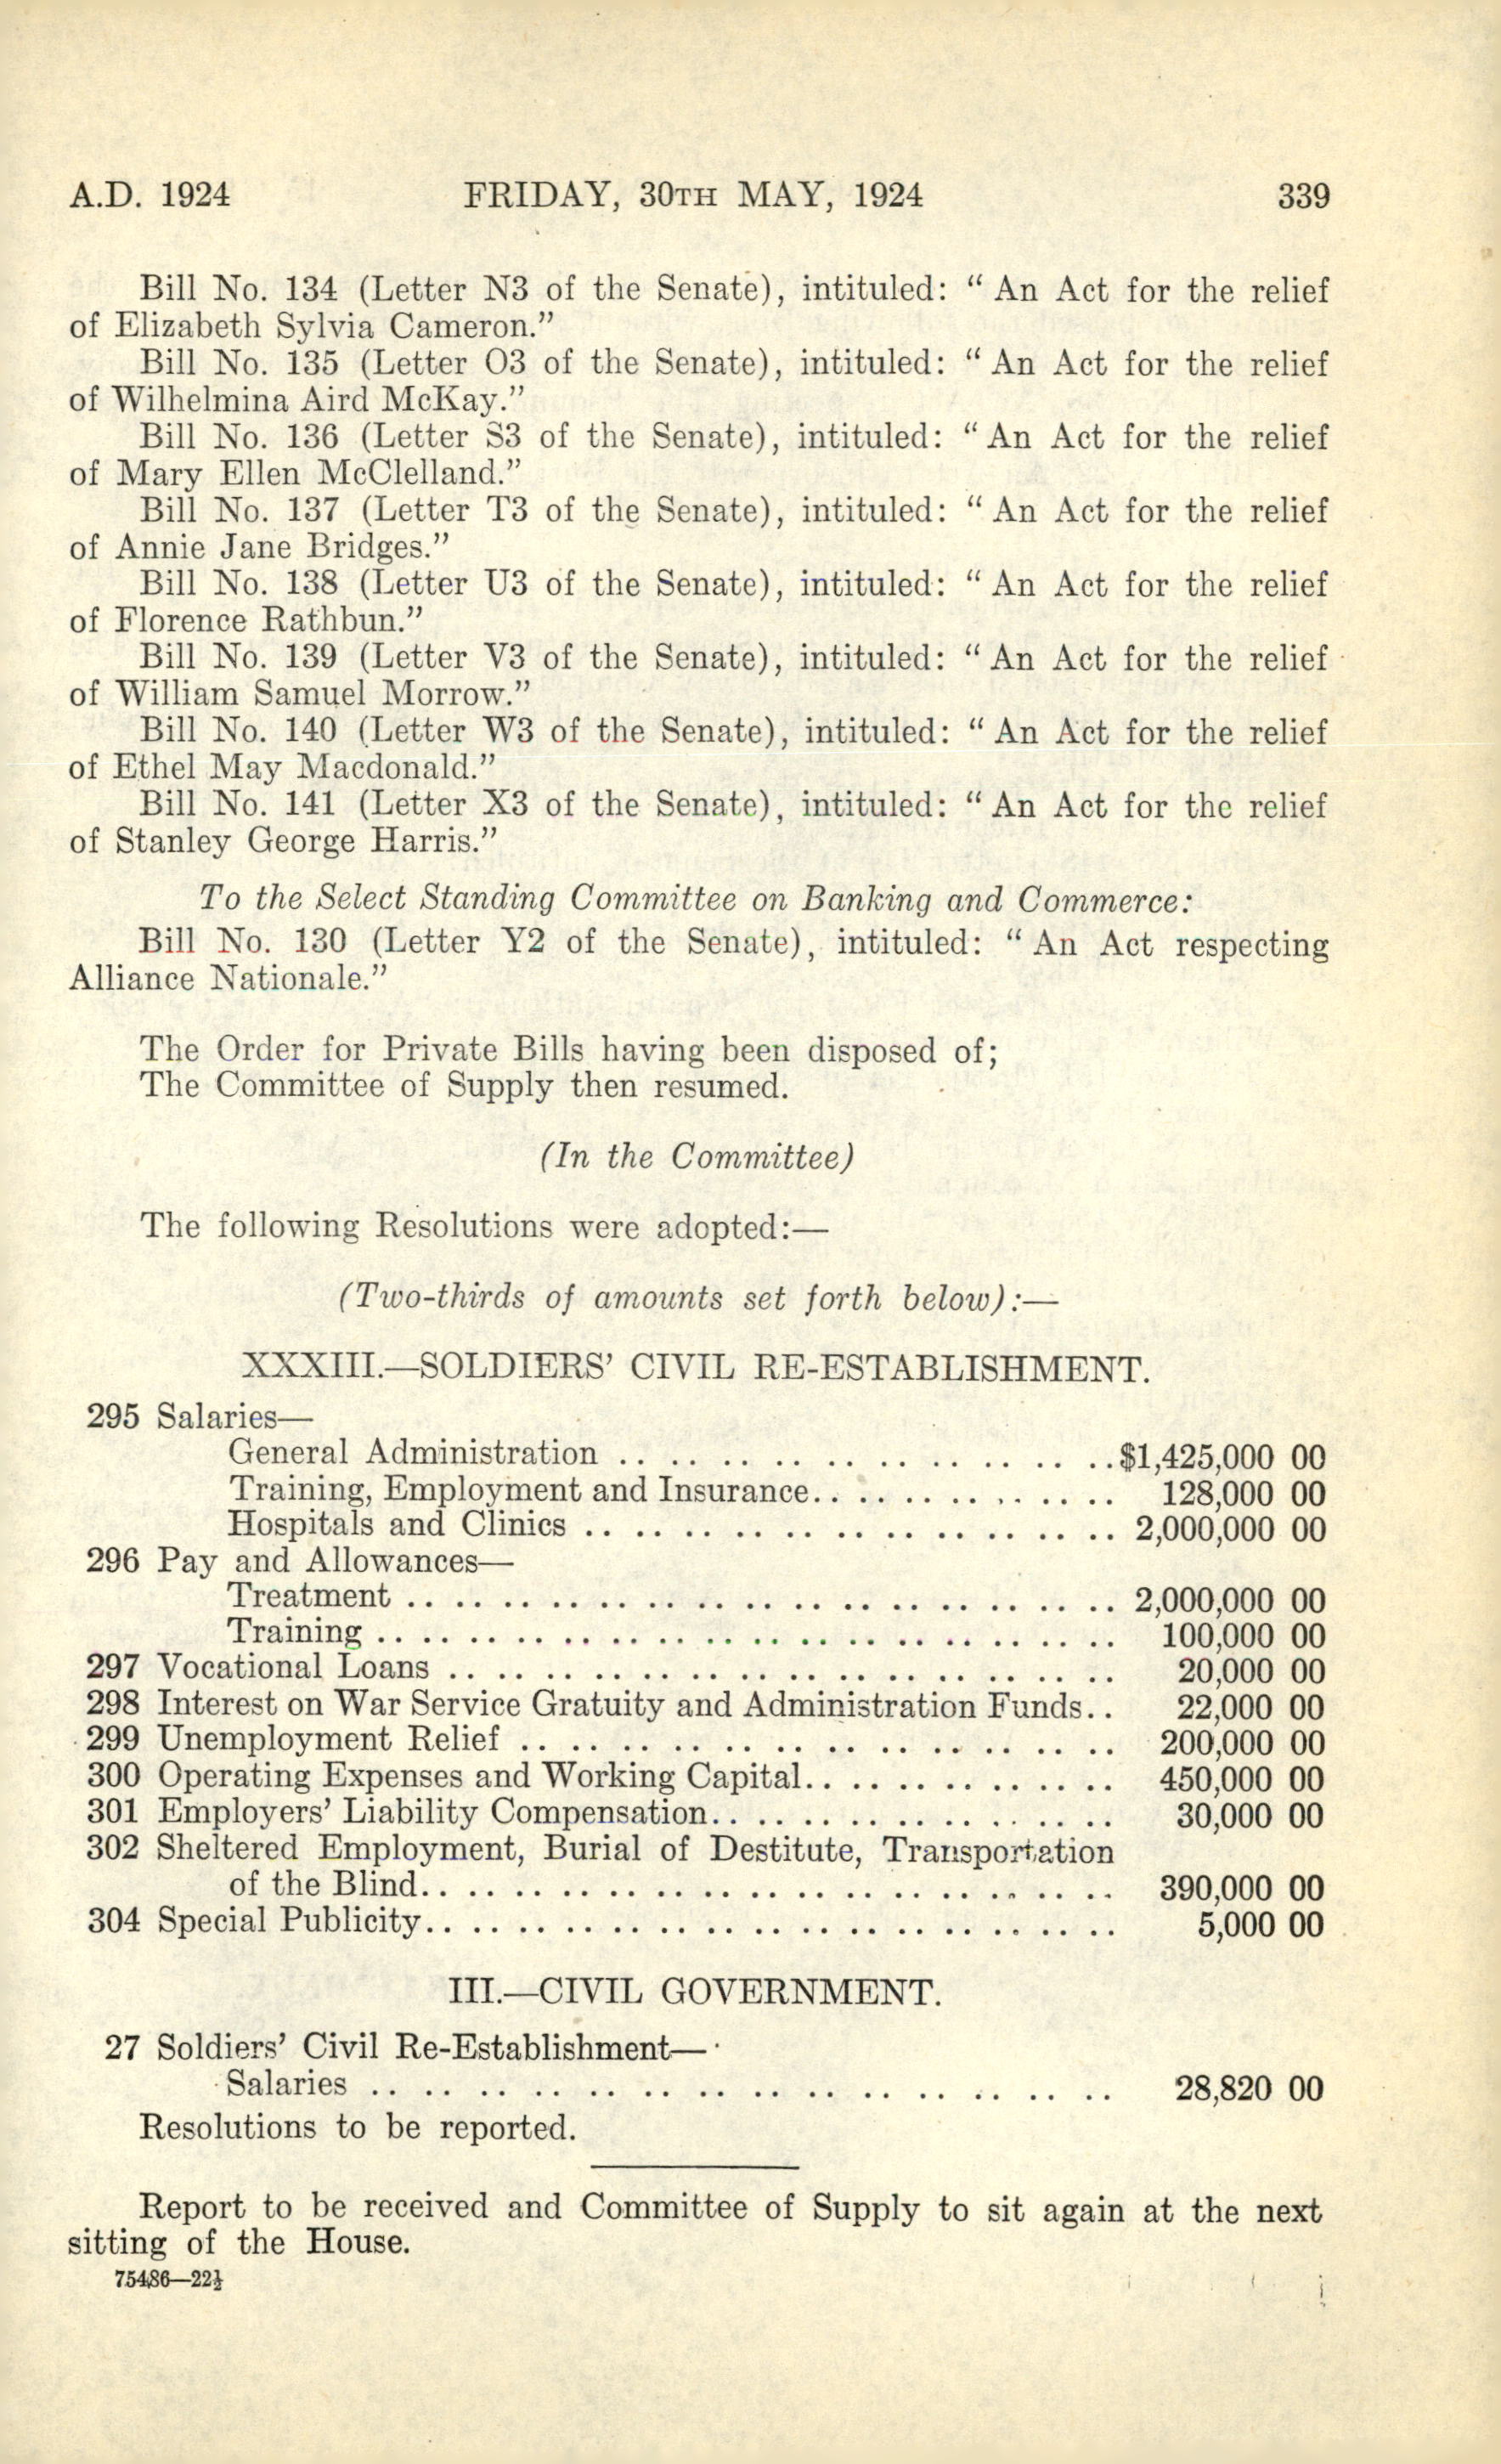 A.D. 1924 FRIDAY, 30TH MAY, 1924 339
Bill No. 134 (Letter N3 of the Senate), intituled: “ An Act for the relief
of Elizabeth Sylvia Cameron.”
Bill No. 135 (Letter O3 of the Senate), intituled: “ An Act for the relief
of Wilhelmina Aird McKay.”
Bill No. 136 (Letter S3 of the Senate), intituled: “ An Act for the relief
of Mary Ellen McClelland.”
Bill No. 137 (Letter T3 of the Senate), intituled: “ An Act for the relief
of Annie Jane Bridges.”
Bill No. 138 (Letter U3 of the Senate), intituled: “ An Act for the relief
of Florence Rathbun.”
Bill No. 139 (Letter V3 of the Senate), intituled: “ An Act for the relief
of William Samuel Morrow.”
Bill No. 140 (Letter W3 of the Senate), intituled: “ An Act for the relief
of Ethel May Macdonald.”
Bill No. 141 (Letter X3 of the Senate), intituled: “ An Act for the relief
of Stanley George Harris.”
To the Select Standing Committee on Banking and Commerce:
Bill No. 130 (Letter Y2 of the Senate), intituled: “ An Act respecting
Alliance Nationale.”
The Order for Private Bills having been disposed of;
The Committee of Supply then resumed.
(In the Committee)
The following Resolutions were adopted:—
(Two-thirds of amounts set forth below):—
XXXIII.—SOLDIERS’ CIVIL RE-ESTABLISHMENT.
295 Salaries—
General Administration .. .. .. .. .. .. .. .. .. ..$1,425,000 00
Training, Employment and Insurance.. .. .. .. .. .. .. 128,000 00
Hospitals and Clinics .. .. .. .. .. .. .. .. .. .. .. 2,000,000 00
296 Pay and Allowances—
Treatment .. .. .. .. .. .. .. .. .. .. .. .. .. .. .. 2,000,000 00
Training .. .. .. .. .. .. .. .. .. .. .. .. .. .. .. .. 100,000 00
297 Vocational Loans .. .. .. .. .. .. .. .. .. .. .. .. .. .. 20,000 00
298 Interest on War Service Gratuity and Administration Funds.. 22,000 00
299 Unemployment Relief .. .. .. .. .. .. .. .. .. .. .. .. 200,000 00
300 Operating Expenses and Working Capital.. .. .. .. .. .. .. 450,000 00
301 Employers’ Liability Compensation.. .. .. .. .. .. .. .. .. 30,000 00
302 Sheltered Employment, Burial of Destitute, Transportation
of the Blind.. .. .. .. .. .. .. .. .. .. .. .. .. .. .. 390,000 00
304 Special Publicity.. .. .. .. .. .. .. .. .. .. .. .. .. .. .. 5,000 00
III.—CIVIL GOVERNMENT.
27 Soldiers’ Civil Re-Establishment—
Salaries .. .. .. .. .. .. .. .. .. .. .. .. .. .. 28,820 00
Resolutions to be reported.
Report to be received and Committee of Supply to sit again at the next
sitting of the House.
75486—22½